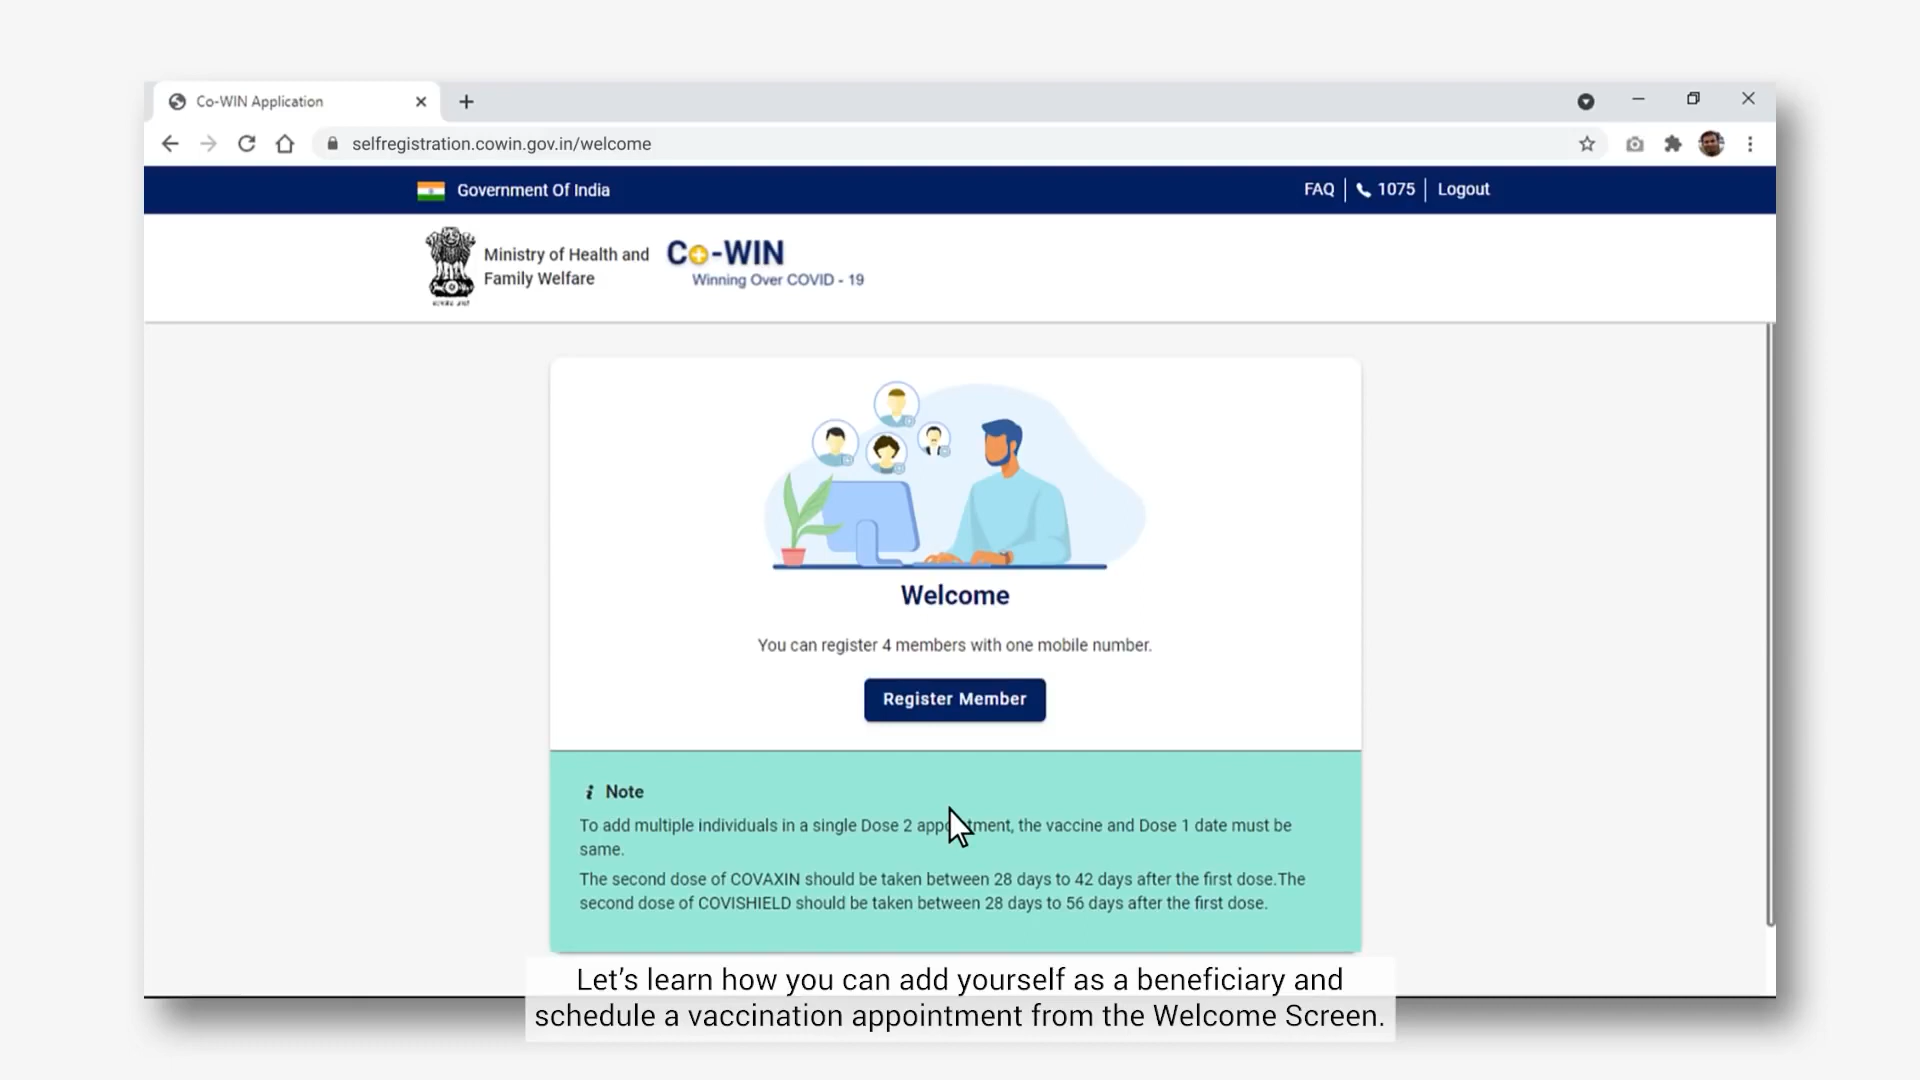 Co-WIN Application
selfregistration.cowin.gov.in/welcome
Government Of India
FAQ
1075
Logout
Ministry of Health and
Family Welfare
Co-WIN
Winning Over COVID - 19
Welcome
You can register 4 members with one mobile number.
Register Member
i Note
To add multiple individuals in a single Dose 2 appointment, the vaccine and Dose 1 date must be
same.
The second dose of COVAXIN should be taken between 28 days to 42 days after the first dose.The
second dose of COVISHIELD should be taken between 28 days to 56 days after the first dose.
Let’s learn how you can add yourself as a beneficiary and
schedule a vaccination appointment from the Welcome Screen.